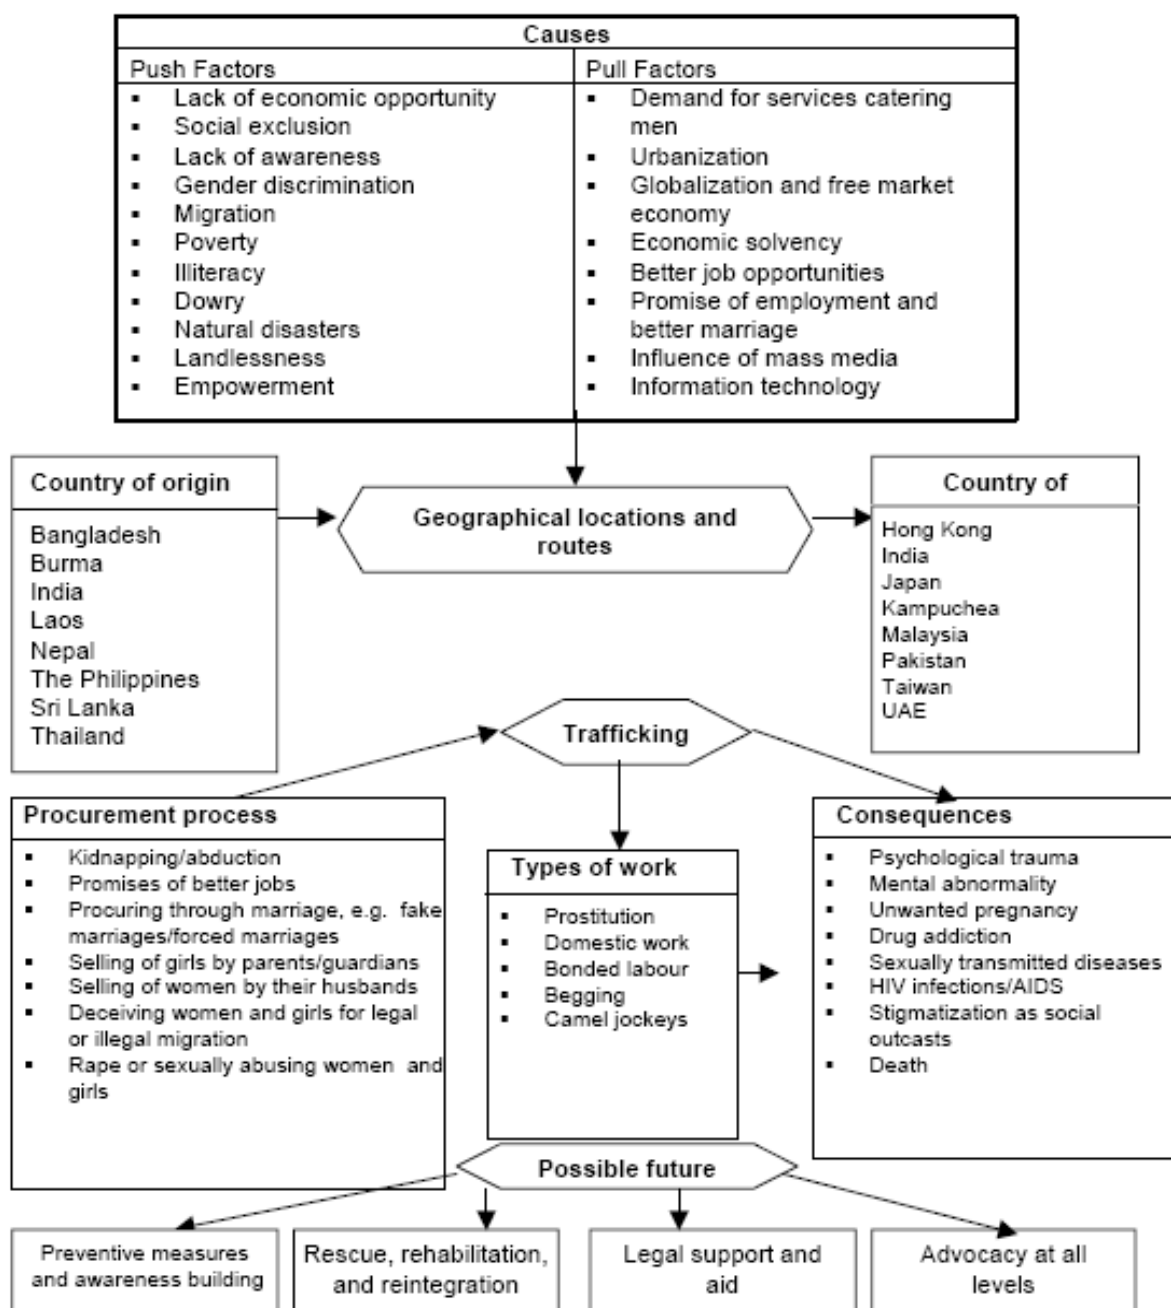 Causes
Push Factors
Lack of economic opportunity
Social exclusion
Lack of awareness
Gender discrimination
Migration
Poverty
Illiteracy
Dowry
Natural disasters
Landlessness
Empowerment
Pull Factors
Demand for services catering
men
Urbanization
Globalization and free market
economy
Economic solvency
Better job opportunities
Promise of employment and
better marriage
Influence of mass media
Information technology
Country of origin
Bangladesh
Burma
India
Laos
Nepal
The Philippines
Sri Lanka
Thailand
Geographical locations and
routes
Country of
Hong Kong
India
Japan
Kampuchea
Malaysia
Pakistan
Taiwan
UAE
Trafficking
Procurement process
Kidnapping/abduction
Promises of better jobs
Procuring through marriage, e.g. fake
marriages/forced marriages
Selling of girls by parents/guardians
Selling of women by their husbands
Deceiving women and girls for legal
or illegal migration
Rape or sexually abusing women and
girls
Types of work
Prostitution
Domestic work
Bonded labour
Begging
Camel jockeys
Consequences
Psychological trauma
Mental abnormality
Unwanted pregnancy
Drug addiction
Sexually transmitted diseases
HIV infections/AIDS
Stigmatization as social
outcasts
Death
Possible future
Preventive measures
and awareness building
Rescue, rehabilitation,
and reintegration
Legal support and
aid
Advocacy at all
levels